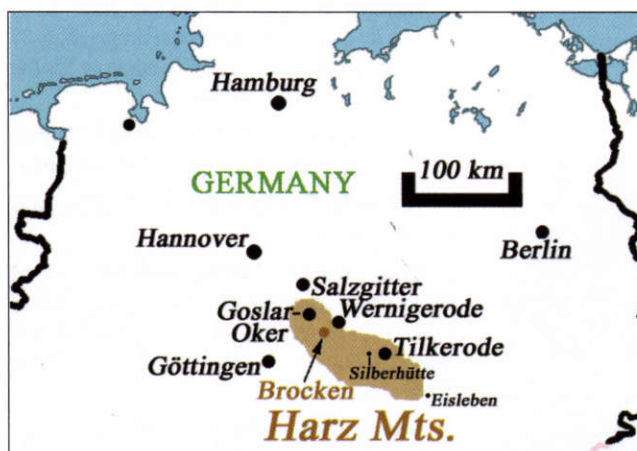 Hamburg
GERMANY
100 km
Hannover
Berlin
Salzgitter
Goslar-
Oker
Wernigerode
Göttingen
Tilkerode
Silberhütte
Brocken
Eisleben
Harz Mts.